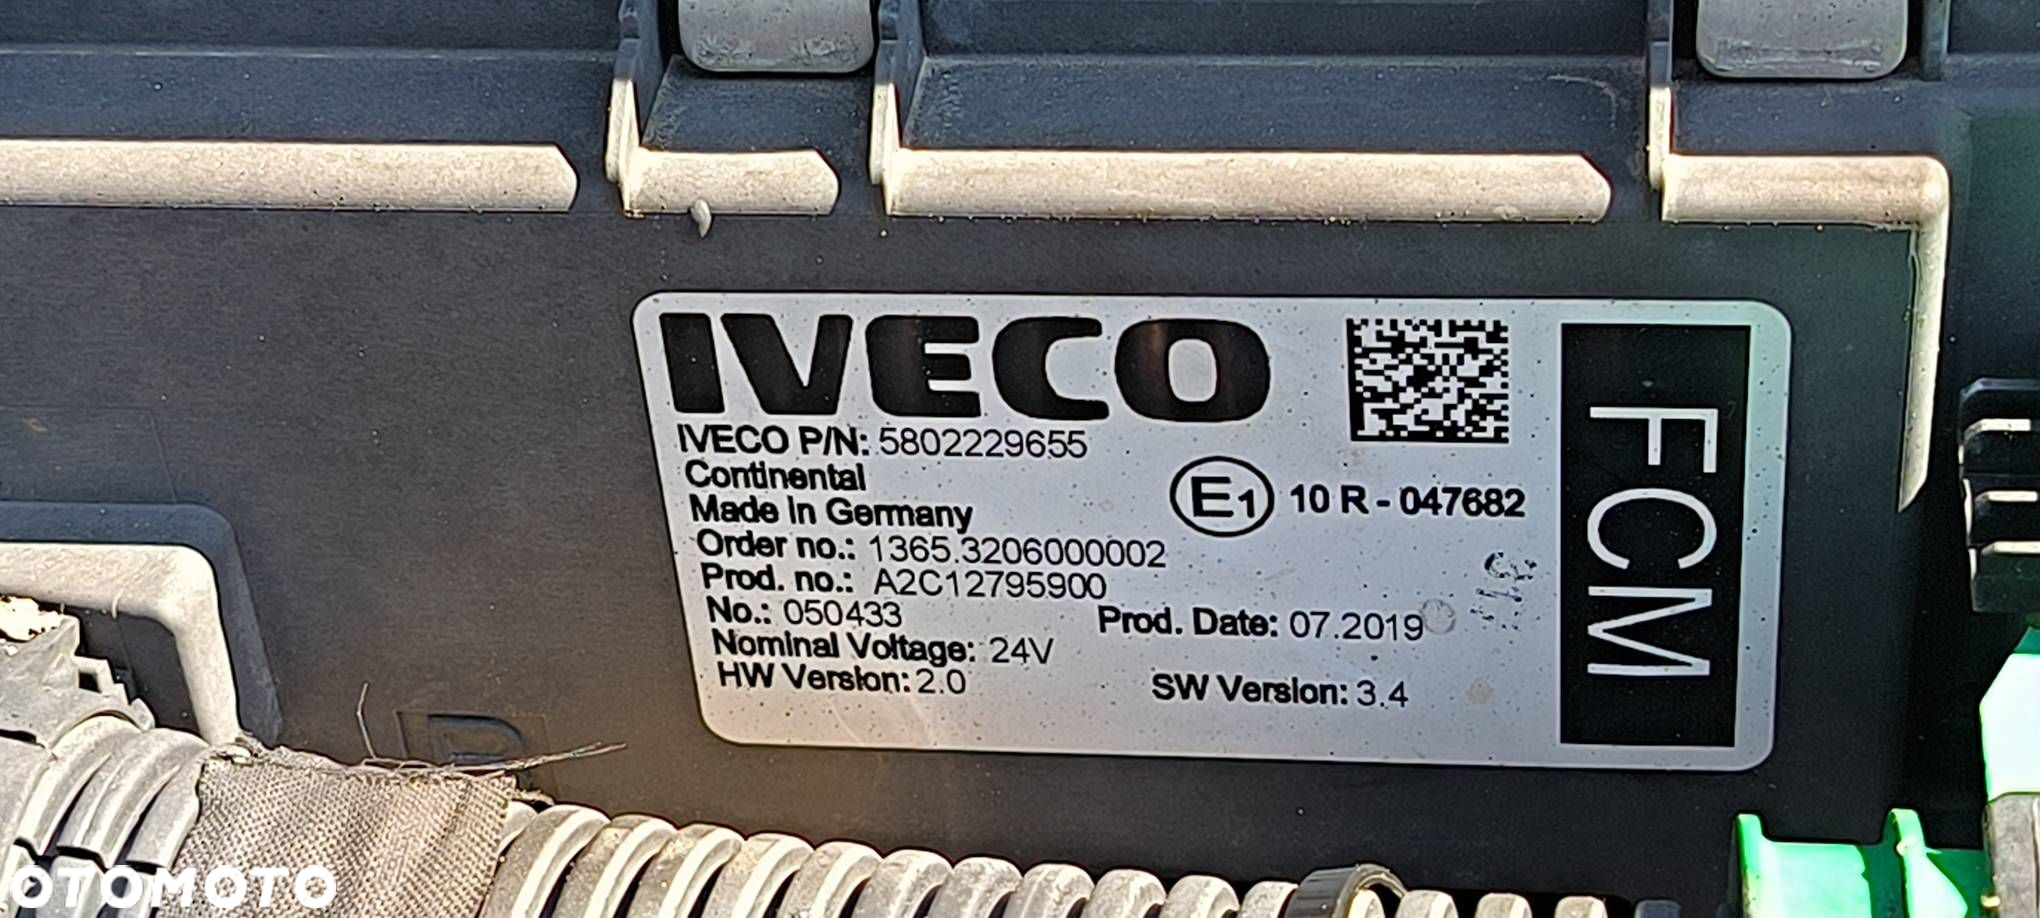 IVECO
IVECO P/N: 5802229655
Continental
Made in Germany
E1 10 R - 047682
Order no.: 1365.3206000002
Prod. no.: A2C12795900
No.: 050433
Prod. Date: 07.2019
Nominal Voltage: 24V
HW Version: 2.0
SW Version: 3.4
FCM
OTOMOTO